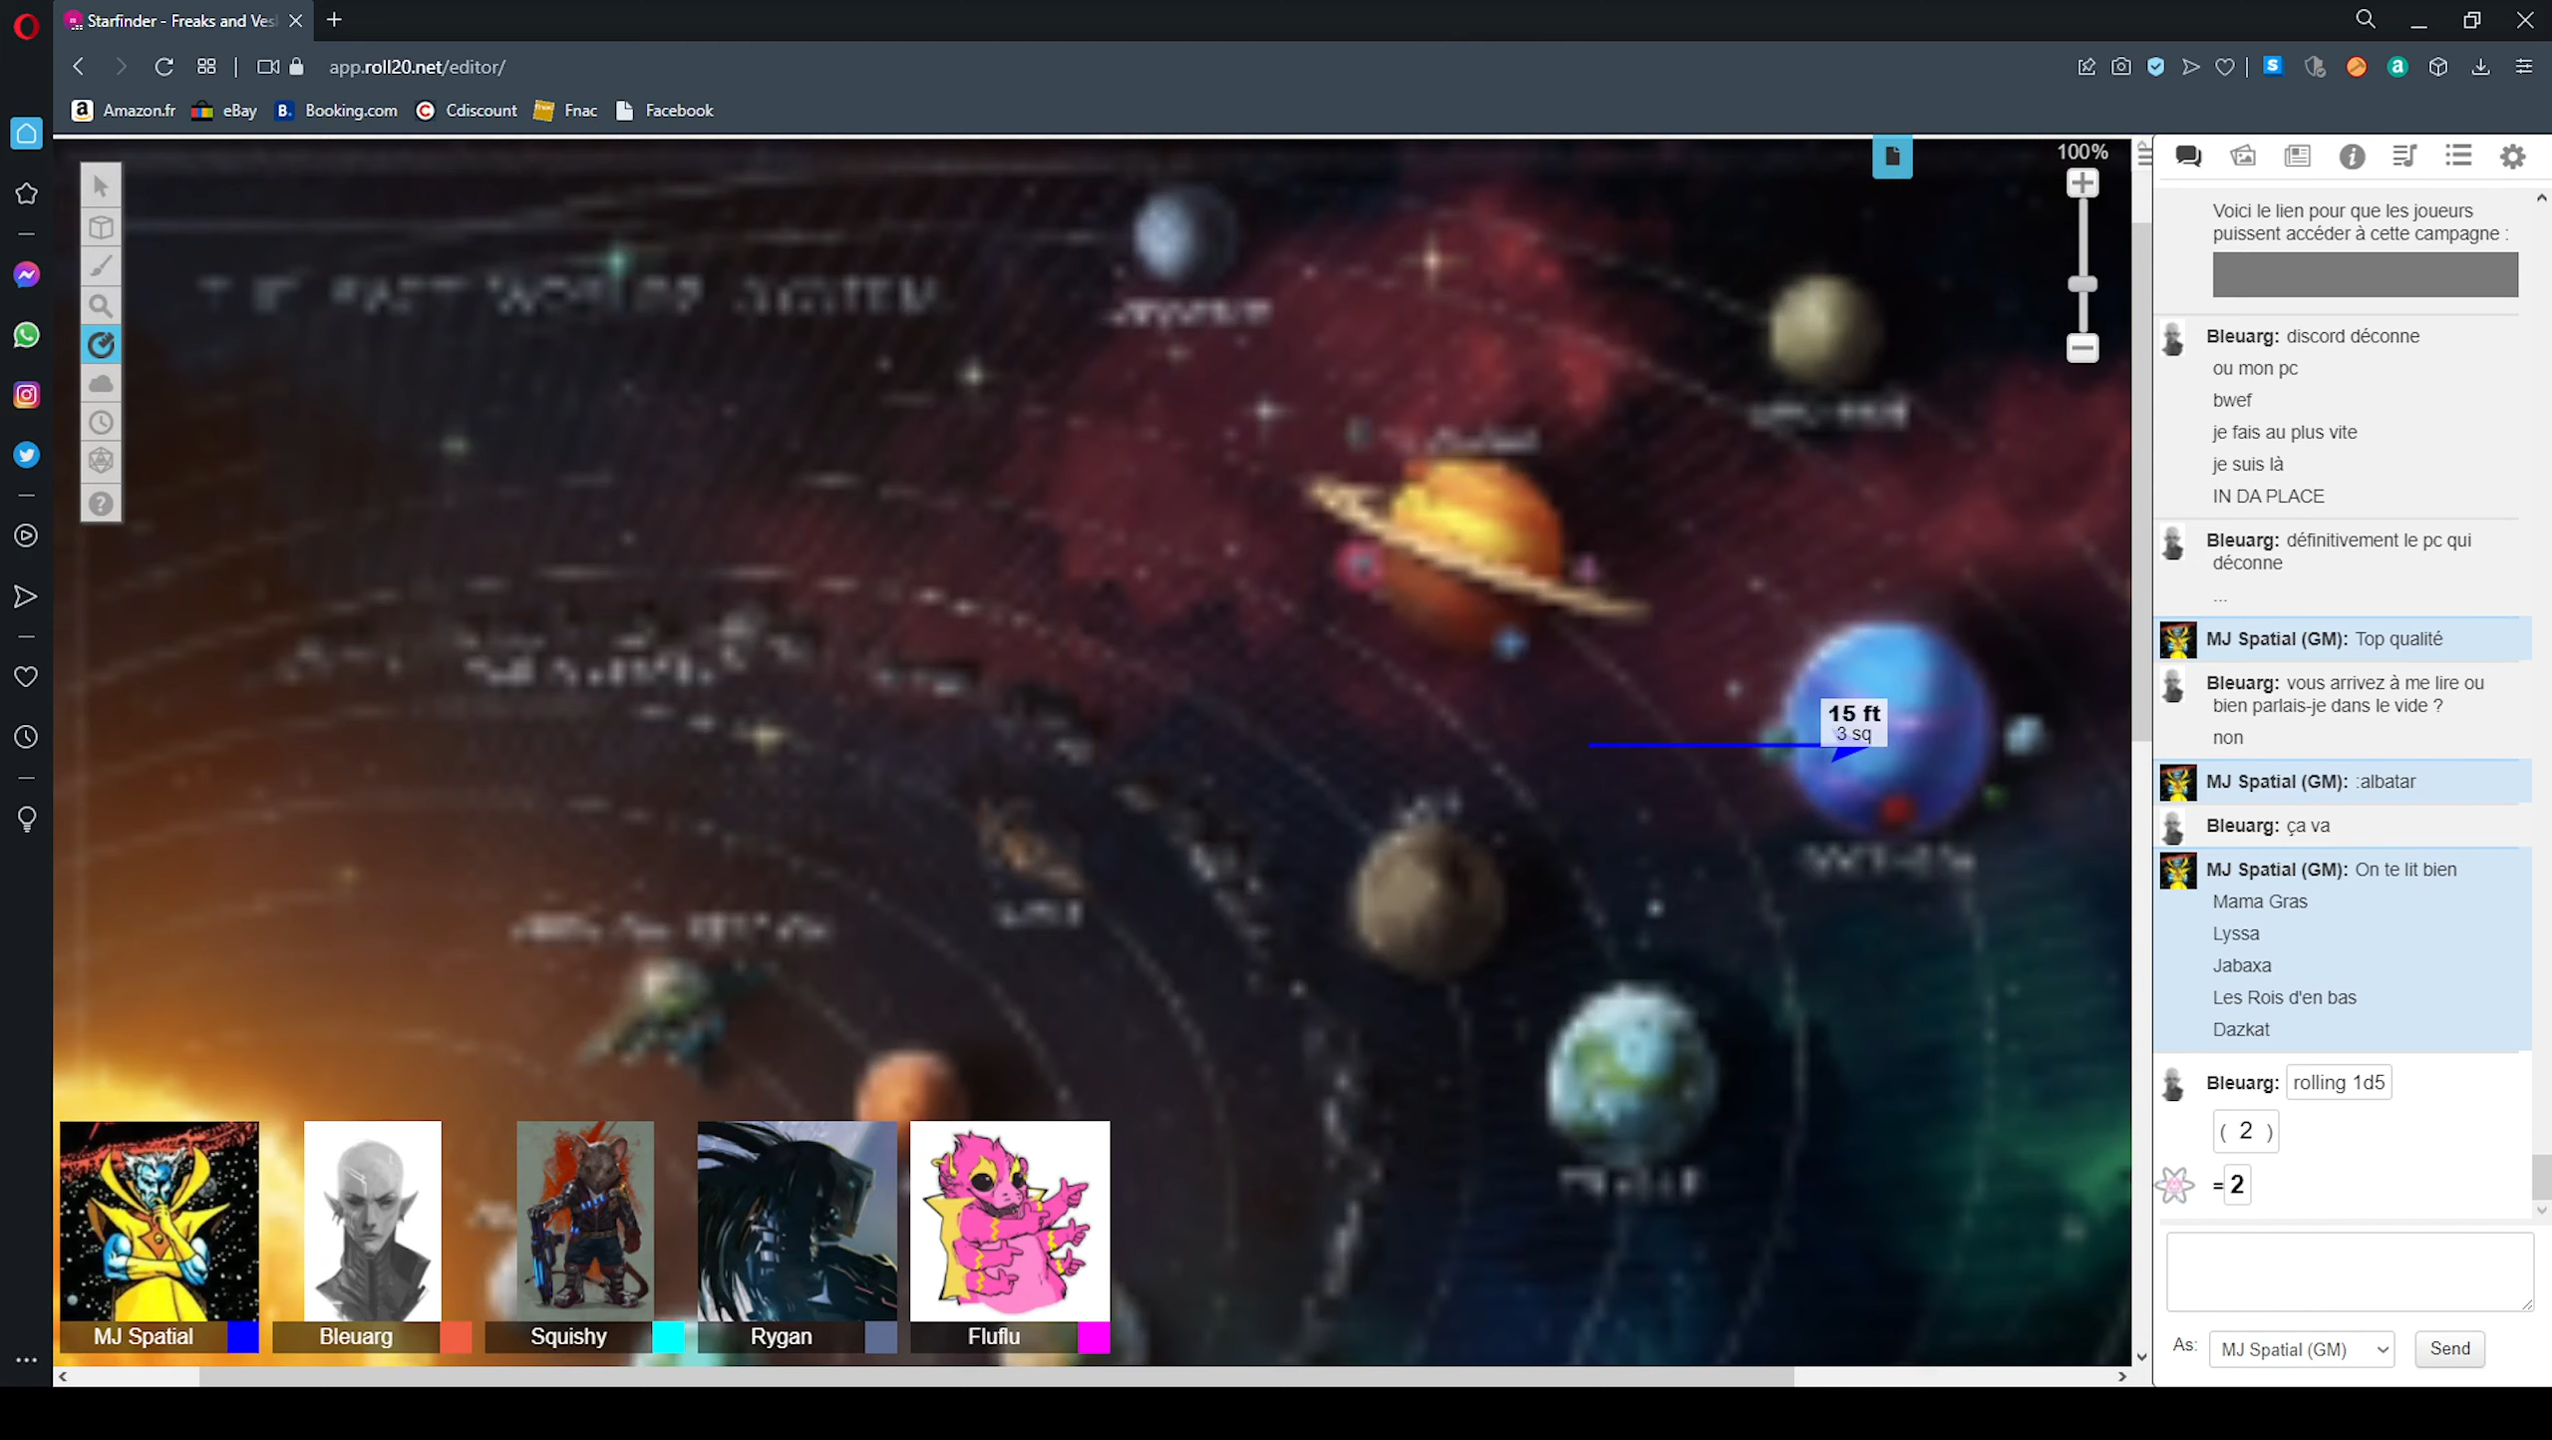 Starfinder - Freaks and Ves
app.roll20.net/editor/
Amazon.fr
eBay
B.
Booking.com
Cdiscount
Fnac
Facebook
100%
15 ft
3 sq
MJ Spatial
Bleuarg
Squishy
Rygan
Fluflu
Voici le lien pour que les joueurs
puissent accéder à cette campagne :
Bleuarg: discord déconne
ou mon pc
bwef
je fais au plus vite
je suis là
IN DA PLACE
Bleuarg: définitivement le pc qui
déconne
...
MJ Spatial (GM): Top qualité
Bleuarg: vous arrivez à me lire ou
bien parlais-je dans le vide ?
non
MJ Spatial (GM): :albatar
Bleuarg: ça va
MJ Spatial (GM): On te lit bien
Mama Gras
Lyssa
Jabaxa
Les Rois d'en bas
Dazkat
Bleuarg: rolling 1d5
( 2 )
=2
As: MJ Spatial (GM)
Send